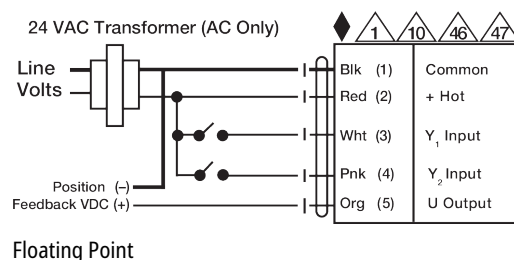 24 VAC Transformer (AC Only)
1 10 46 47
Line
Volts
Blk (1) Common
Red (2) + Hot
Wht (3) Y1 Input
Pnk (4) Y2 Input
Position (–)
Feedback VDC (+)
Org (5) U Output
Floating Point